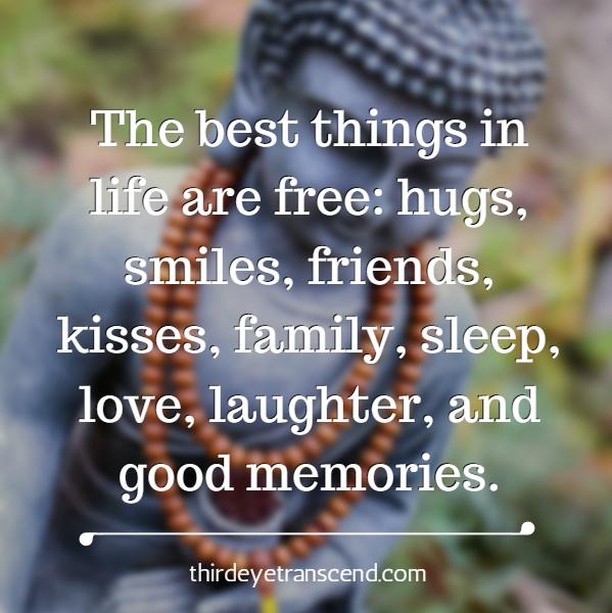 The best things in
life are free: hugs,
smiles, friends,
kisses, family, sleep,
love, laughter, and
good memories.
thirdeyetranscend.com